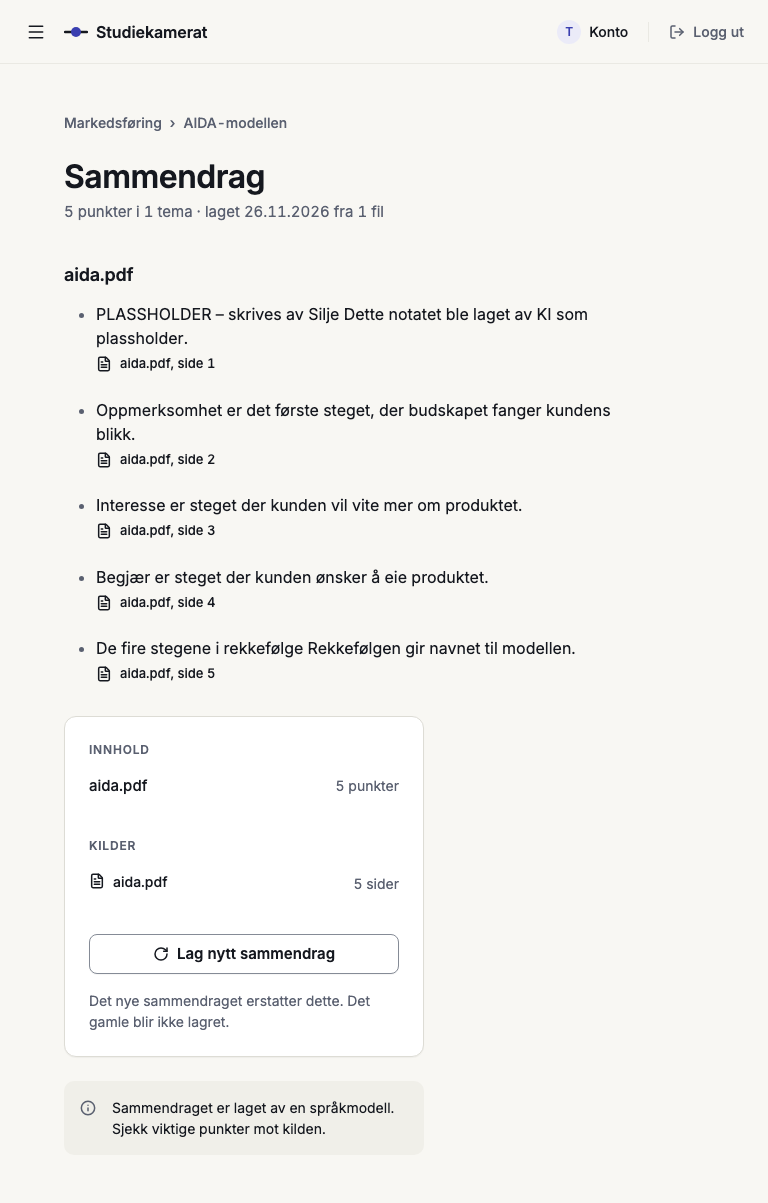 Studiekamerat
T Konto
Logg ut
Markedsføring › AIDA-modellen
Sammendrag
5 punkter i 1 tema · laget 26.11.2026 fra 1 fil
aida.pdf
• PLASSHOLDER – skrives av Silje Dette notatet ble laget av KI som
plassholder.
aida.pdf, side 1
• Oppmerksomhet er det første steget, der budskapet fanger kundens
blikk.
aida.pdf, side 2
• Interesse er steget der kunden vil vite mer om produktet.
aida.pdf, side 3
• Begjær er steget der kunden ønsker å eie produktet.
aida.pdf, side 4
• De fire stegene i rekkefølge Rekkefølgen gir navnet til modellen.
aida.pdf, side 5
INNHOLD
aida.pdf 5 punkter
KILDER
aida.pdf 5 sider
Lag nytt sammendrag
Det nye sammendraget erstatter dette. Det
gamle blir ikke lagret.
Sammendraget er laget av en språkmodell.
Sjekk viktige punkter mot kilden.